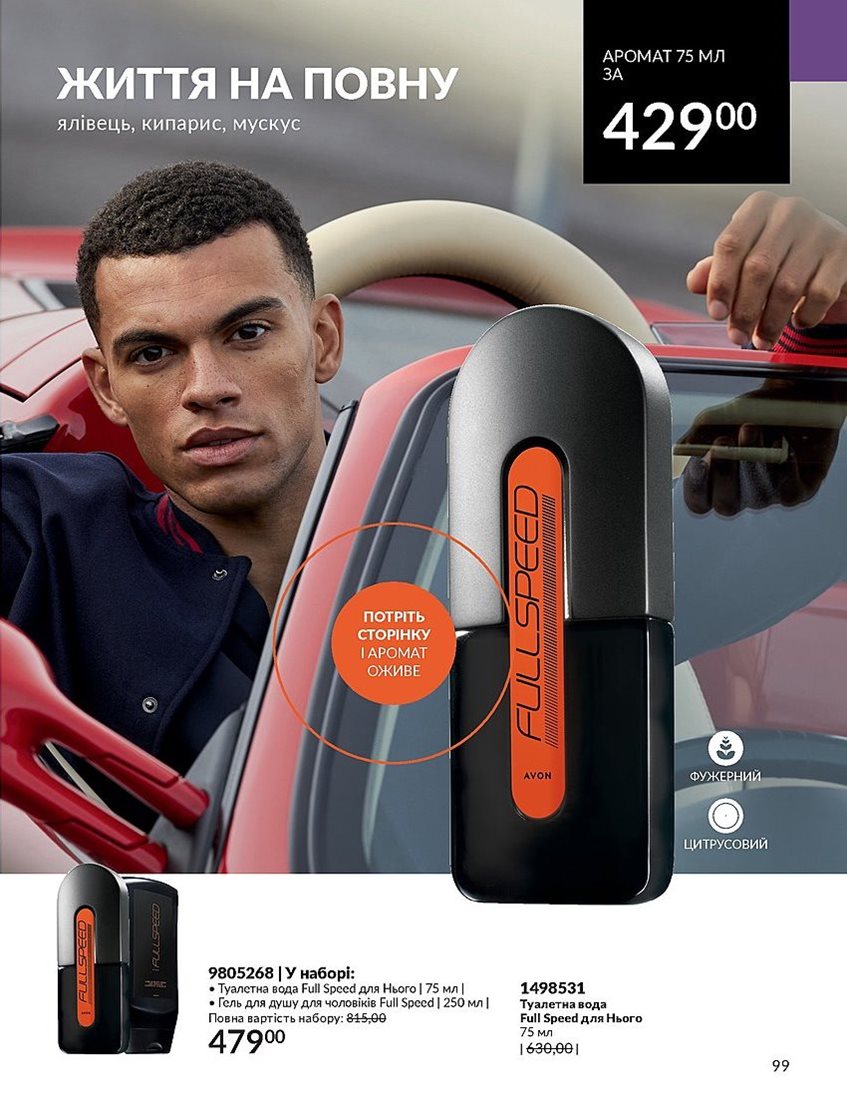 ЖИТТЯ НА ПОВНУ
ялівець, кипарис, мускус
АРОМАТ 75 МЛ
ЗА
429⁰⁰
FULLSPEED
AVON
ПОТРІТЬ
СТОРІНКУ
І АРОМАТ
ОЖИВЕ
ФУЖЕРНИЙ
ЦИТРУСОВИЙ
FULLSPEED
FULLSPEED
9805268 | У наборі:
• Туалетна вода Full Speed для Нього | 75 мл |
• Гель для душу для чоловіків Full Speed | 250 мл |
Повна вартість набору: 815,00
479⁰⁰
1498531
Туалетна вода
Full Speed для Нього
75 мл
| 630,00 |
99